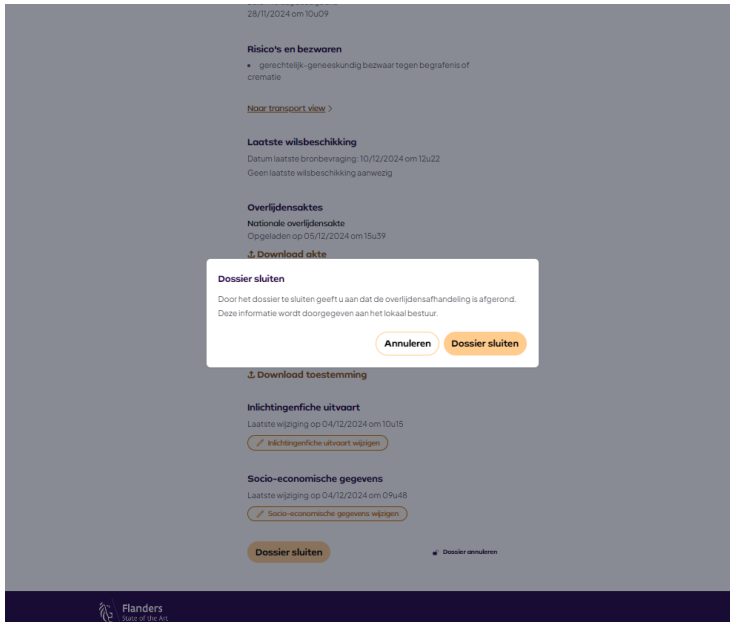 28/11/2024 om 10u09
Risico's en bezwaren
• gerechtelijk-geneeskundig bezwaar tegen begrafenis of
crematie
Naar transport view >
Laatste wilsbeschikking
Datum laatste bronbevraging: 10/12/2024 om 12u22
Geen laatste wilsbeschikking aanwezig
Overlijdensaktes
Nationale overlijdensakte
Opgeladen op 05/12/2024 om 15u39
Download akte
Dossier sluiten
Door het dossier te sluiten geeft u aan dat de overlijdensafhandeling is afgerond.
Deze informatie wordt doorgegeven aan het lokaal bestuur.
Annuleren Dossier sluiten
Download toestemming
Inlichtingenfiche uitvaart
Laatste wijziging op 04/12/2024 om 10u15
Inlichtingenfiche uitvaart wijzigen
Socio-economische gegevens
Laatste wijziging op 04/12/2024 om 09u48
Socio-economische gegevens wijzigen
Dossier sluiten Dossier annuleren
Flanders
State of the Art